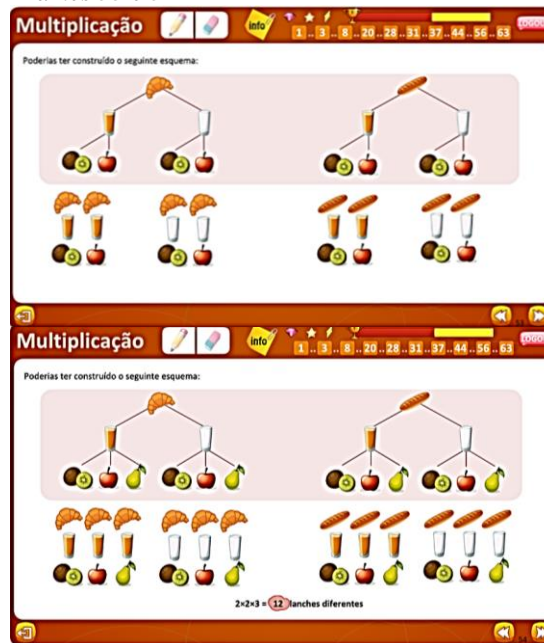 Multiplicação
info
1 .. 3 .. 8 .. 20 .. 28 .. 31 .. 37 .. 44 .. 56 .. 63
Poderias ter construído o seguinte esquema:
53
Multiplicação
info
1 .. 3 .. 8 .. 20 .. 28 .. 31 .. 37 .. 44 .. 56 .. 63
Poderias ter construído o seguinte esquema:
2×2×3 = 12 lanches diferentes
54